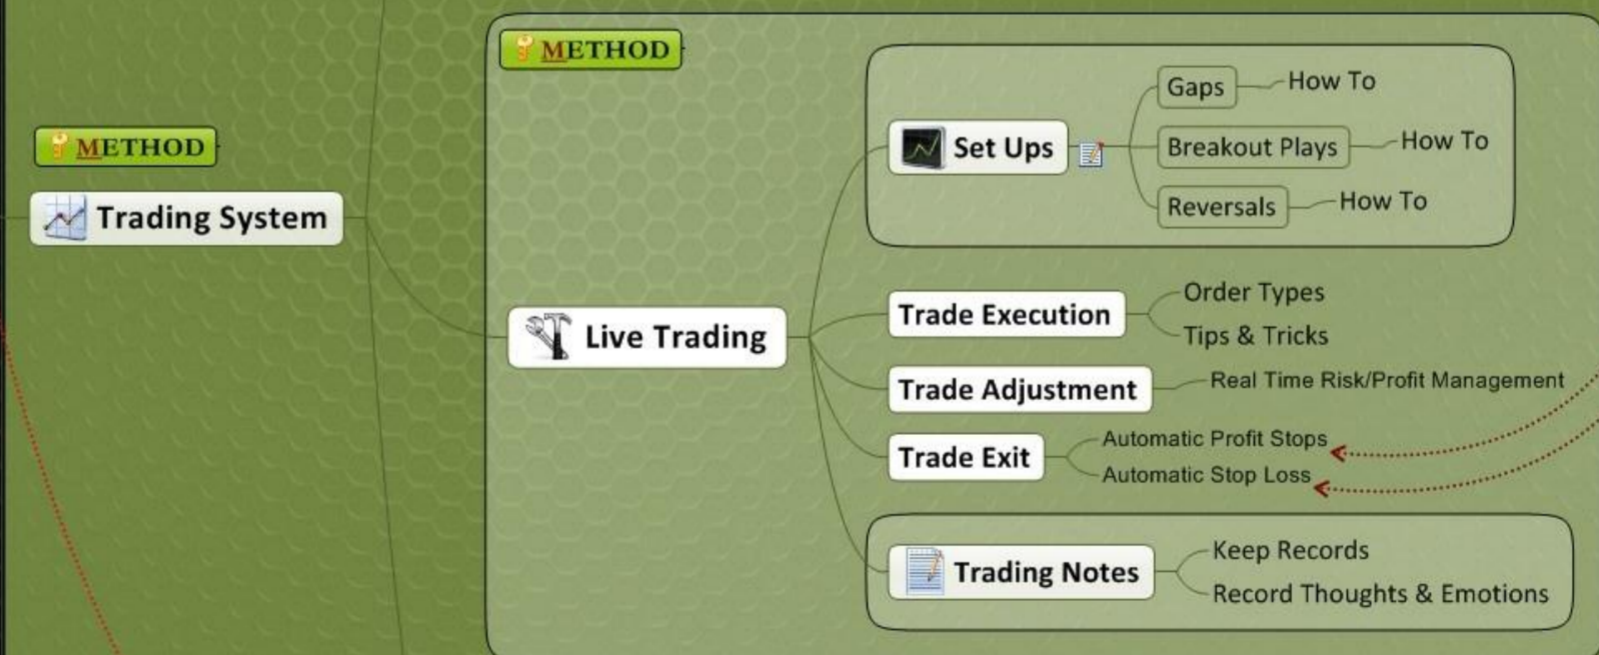 METHOD
Trading System
METHOD
Live Trading
Set Ups
Gaps
How To
Breakout Plays
How To
Reversals
How To
Trade Execution
Order Types
Tips & Tricks
Trade Adjustment
Real Time Risk/Profit Management
Trade Exit
Automatic Profit Stops
Automatic Stop Loss
Trading Notes
Keep Records
Record Thoughts & Emotions